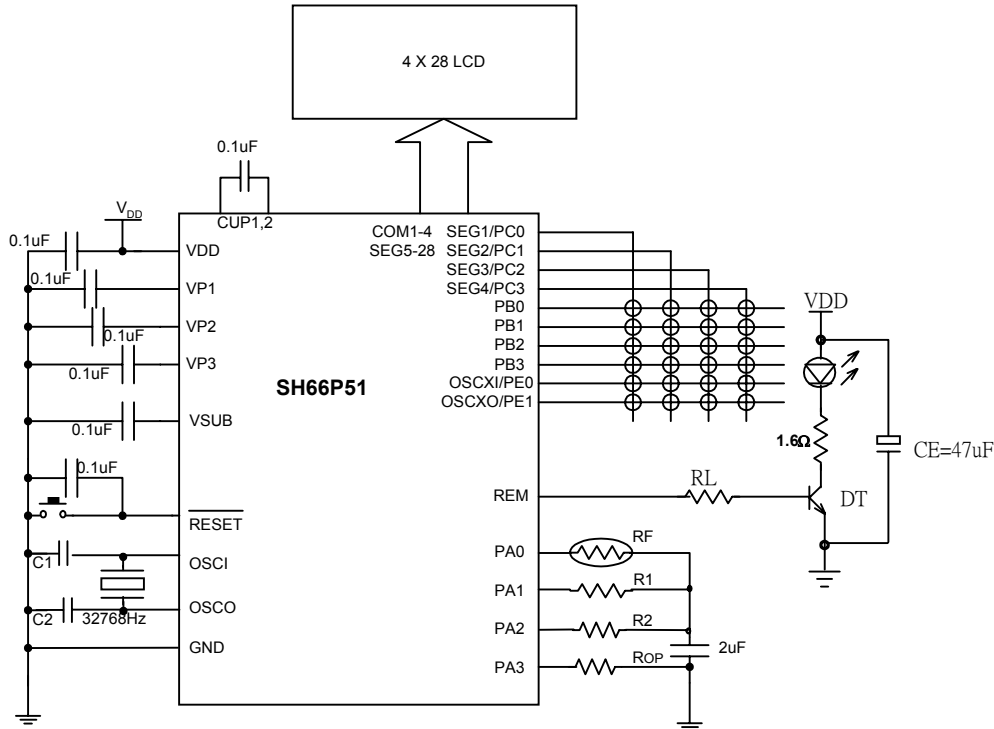 4 X 28 LCD
0.1uF
CUP1,2
VDD
0.1uF
VDD
0.1uF
VP1
VP2
0.1uF
VP3
0.1uF
VSUB
0.1uF
0.1uF
RESET
C1
OSCI
OSCO
C2
32768Hz
GND
SH66P51
COM1-4
SEG5-28
SEG1/PC0
SEG2/PC1
SEG3/PC2
SEG4/PC3
PB0
PB1
PB2
PB3
OSCXI/PE0
OSCXO/PE1
REM
PA0
PA1
PA2
PA3
RL
RF
R1
R2
ROP
2uF
VDD
1.6Ω
DT
CE=47uF